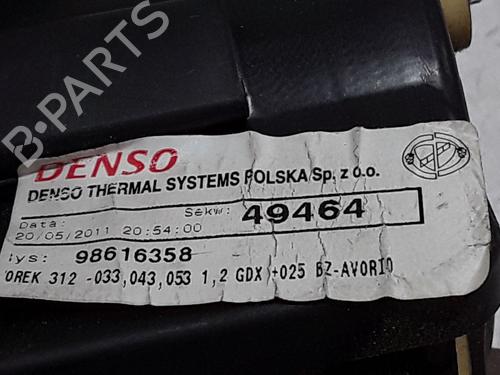 B-PARTS
DENSO
DENSO THERMAL SYSTEMS POLSKA Sp. z o.o.
Data: Sekw: 49464
20/05/2011 20:54:00
ys: 98616358
OREK 312 -033,043,053 1,2 GDX +025 BZ-AVORIO